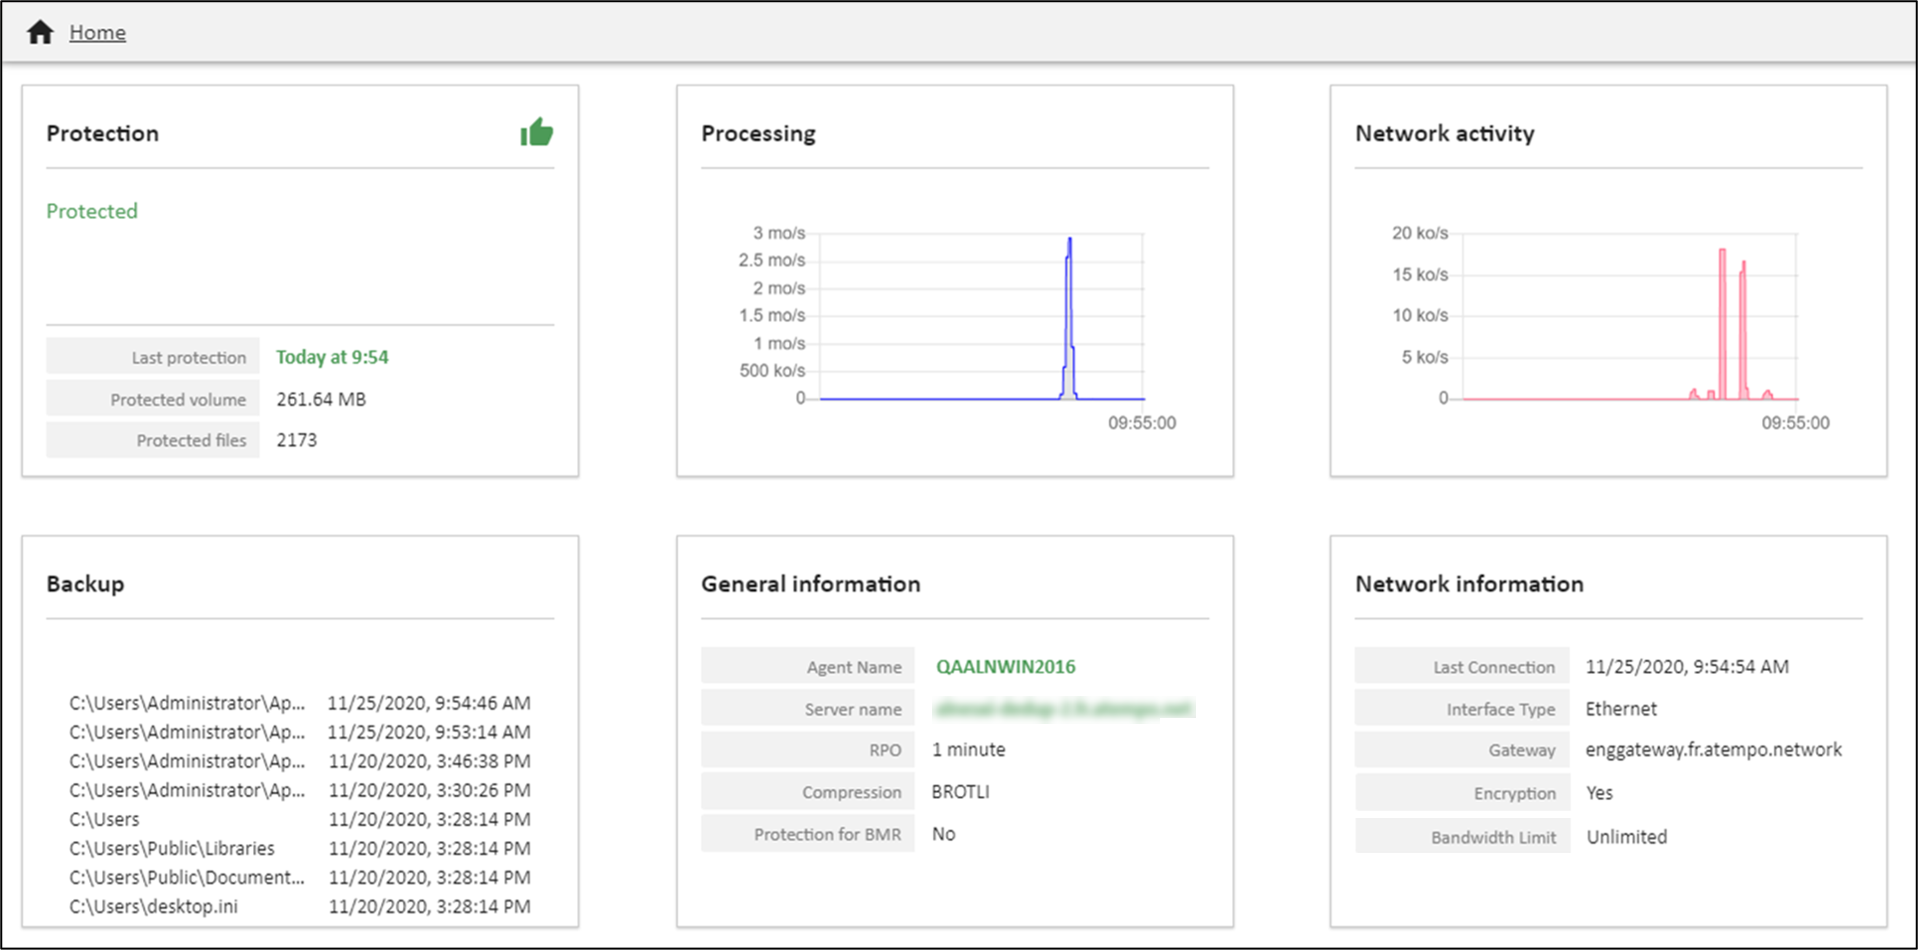 Home
Protection
Protected
Last protection Today at 9:54
Protected volume 261.64 MB
Protected files 2173
Processing
3 mo/s
2.5 mo/s
2 mo/s
1.5 mo/s
1 mo/s
500 ko/s
0
09:55:00
Network activity
20 ko/s
15 ko/s
10 ko/s
5 ko/s
0
09:55:00
Backup
C:\Users\Administrator\Ap... 11/25/2020, 9:54:46 AM
C:\Users\Administrator\Ap... 11/25/2020, 9:53:14 AM
C:\Users\Administrator\Ap... 11/20/2020, 3:46:38 PM
C:\Users\Administrator\Ap... 11/20/2020, 3:30:26 PM
C:\Users 11/20/2020, 3:28:14 PM
C:\Users\Public\Libraries 11/20/2020, 3:28:14 PM
C:\Users\Public\Document... 11/20/2020, 3:28:14 PM
C:\Users\desktop.ini 11/20/2020, 3:28:14 PM
General information
Agent Name QAALNWIN2016
Server name
RPO 1 minute
Compression BROTLI
Protection for BMR No
Network information
Last Connection 11/25/2020, 9:54:54 AM
Interface Type Ethernet
Gateway enggateway.fr.atempo.network
Encryption Yes
Bandwidth Limit Unlimited